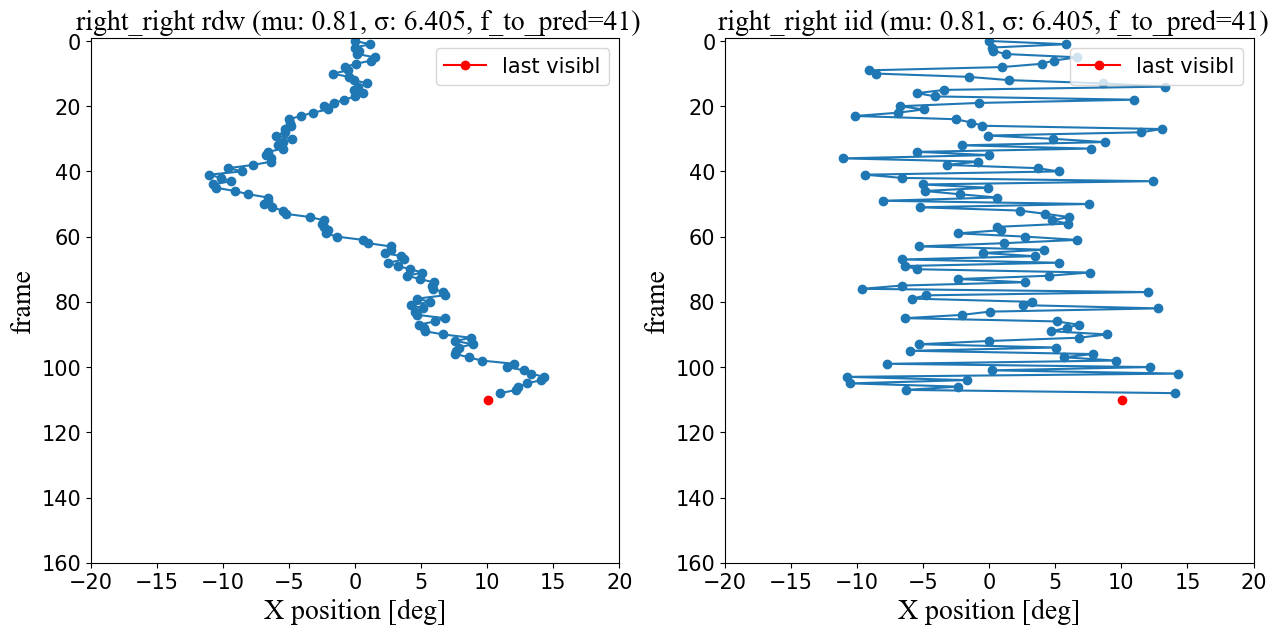 right_right rdw (mu: 0.81, σ: 6.405, f_to_pred=41)
last visibl
0
20
40
60
80
100
120
140
160
frame
−20 −15 −10 −5 0 5 10 15 20
X position [deg]
right_right iid (mu: 0.81, σ: 6.405, f_to_pred=41)
last visibl
0
20
40
60
80
100
120
140
160
frame
−20 −15 −10 −5 0 5 10 15 20
X position [deg]